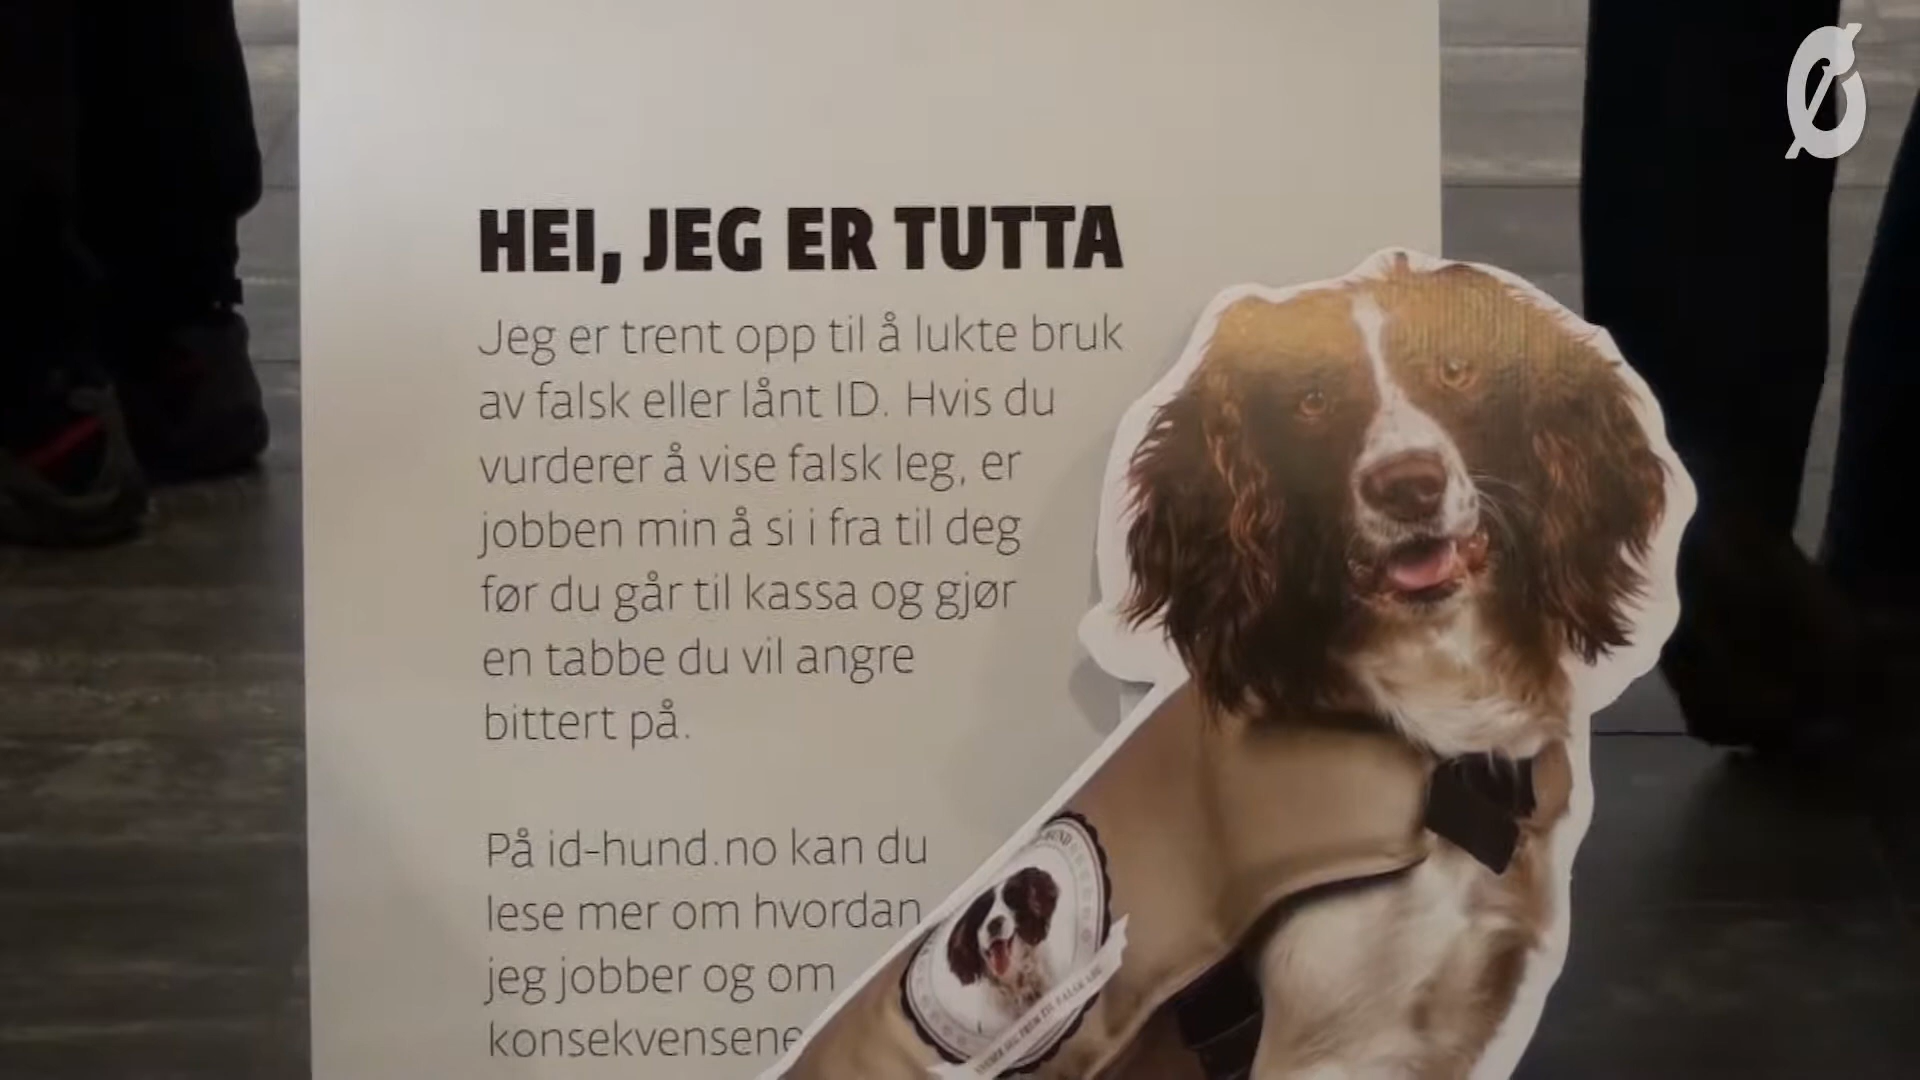 HEI, JEG ER TUTTA
Jeg er trent opp til å lukte bruk
av falsk eller lånt ID. Hvis du
vurderer å vise falsk leg, er
jobben min å si i fra til deg
før du går til kassa og gjør
en tabbe du vil angre
bittert på.
På id-hund.no kan du
lese mer om hvordan
jeg jobber og om
konsekvensene
Ø